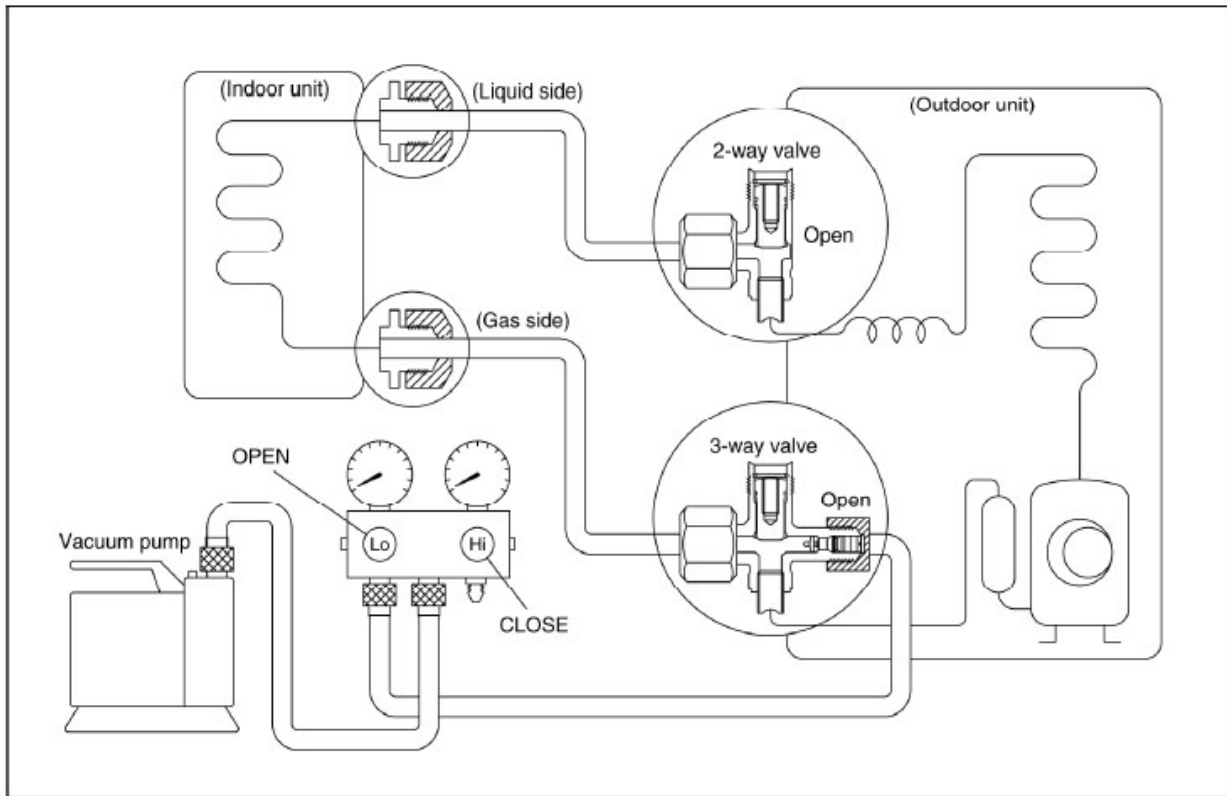 (Indoor unit)
(Liquid side)
(Outdoor unit)
2-way valve
Open
(Gas side)
3-way valve
OPEN
Open
Vacuum pump
Lo
Hi
CLOSE